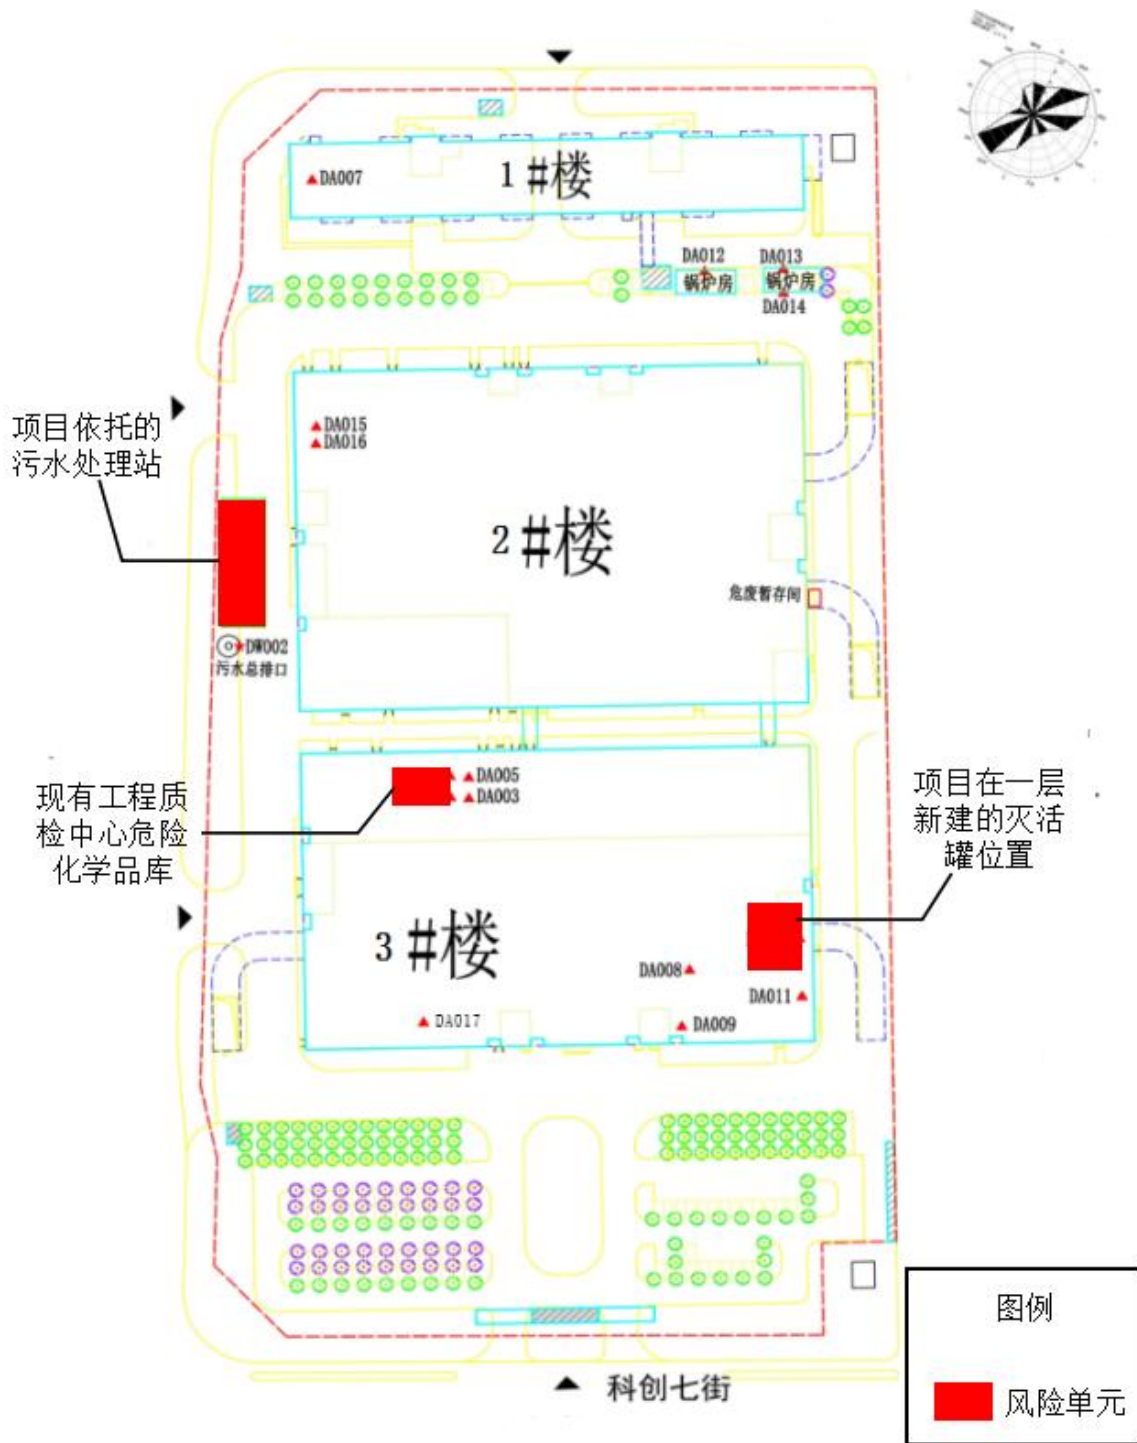 DA007
1#楼
DA012
DA013
锅炉房
锅炉房
DA014
项目依托的
污水处理站
DA015
DA016
2#楼
危废暂存间
DW002
污水总排口
现有工程质
检中心危险
化学品库
DA005
DA003
项目在一层
新建的灭活
罐位置
3#楼
DA008
DA011
DA017
DA009
科创七街
图例
风险单元